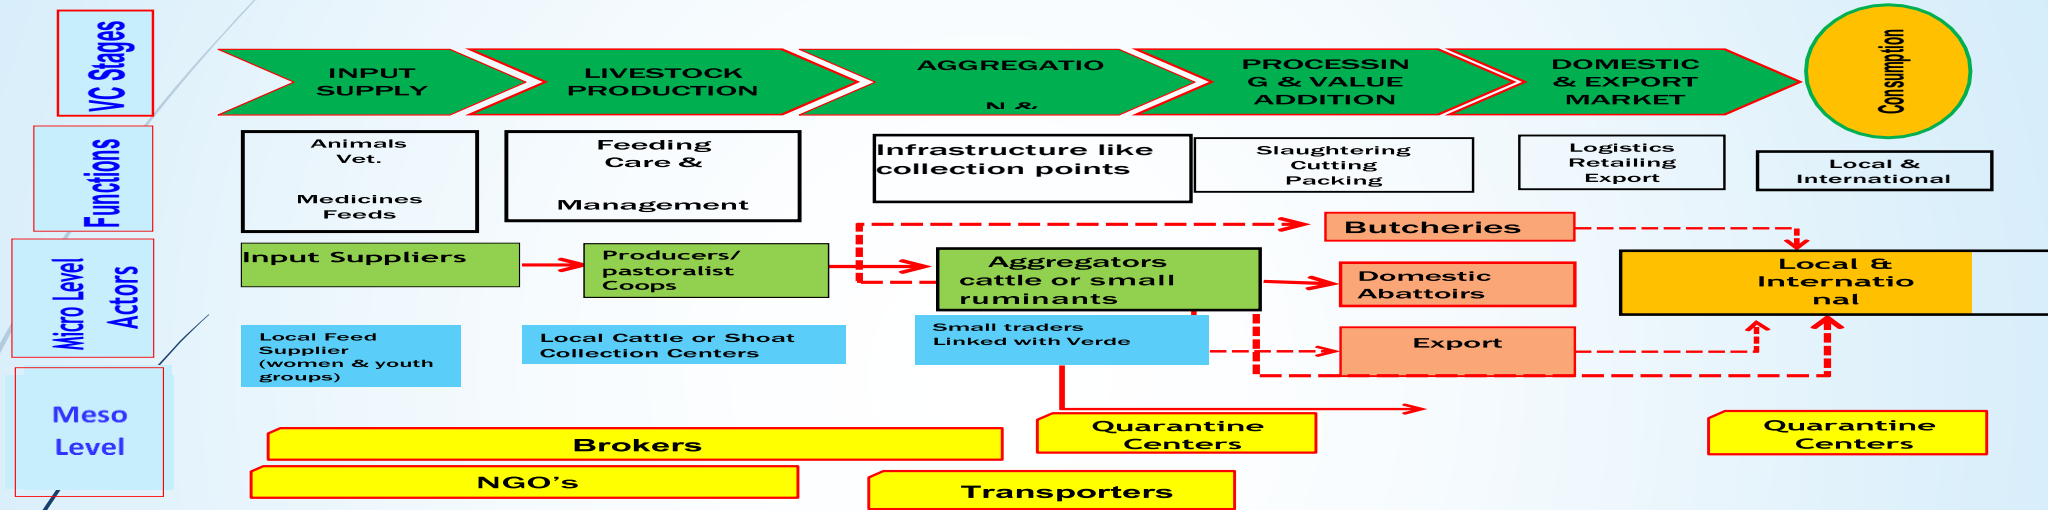 VC Stages
INPUT
SUPPLY
LIVESTOCK
PRODUCTION
AGGREGATIO
N &
PROCESSIN
G & VALUE
ADDITION
DOMESTIC
& EXPORT
MARKET
Consumption
Functions
Animals
Vet.
Medicines
Feeds
Feeding
Care &
Management
Infrastructure like
collection points
Slaughtering
Cutting
Packing
Logistics
Retailing
Export
Local &
International
Micro Level
Actors
Input Suppliers
Producers/
pastoralist
Coops
Aggregators
cattle or small
ruminants
Butcheries
Domestic
Abattoirs
Export
Local &
Internatio
nal
Local Feed
Supplier
(women & youth
groups)
Local Cattle or Shoat
Collection Centers
Small traders
Linked with Verde
Meso
Level
Brokers
Quarantine
Centers
Quarantine
Centers
NGO's
Transporters